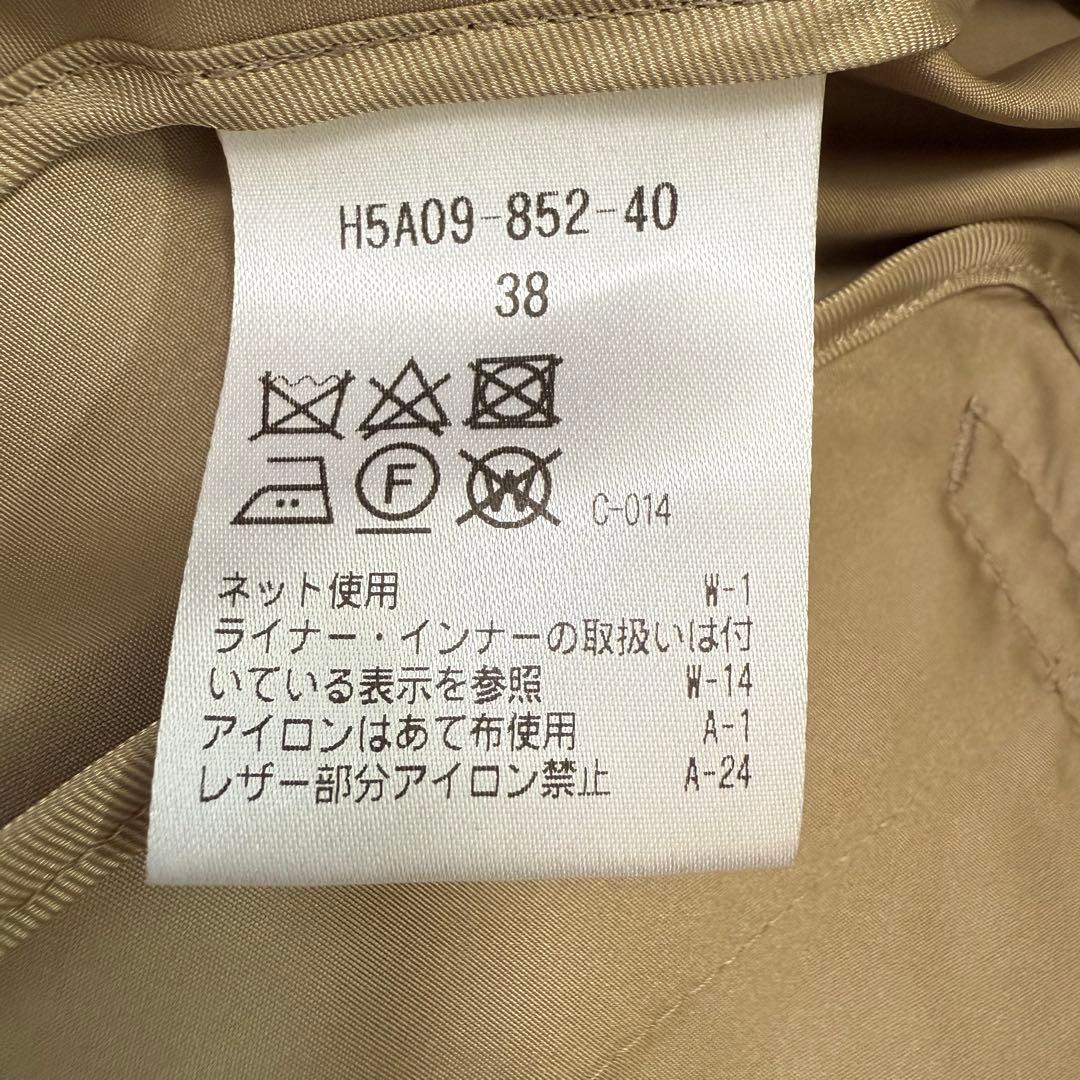 H5A09-852-40
38
F W C-014
ネット使用 W-1
ライナー・インナーの取扱いは付
いている表示を参照 W-14
アイロンはあて布使用 A-1
レザー部分アイロン禁止 A-24